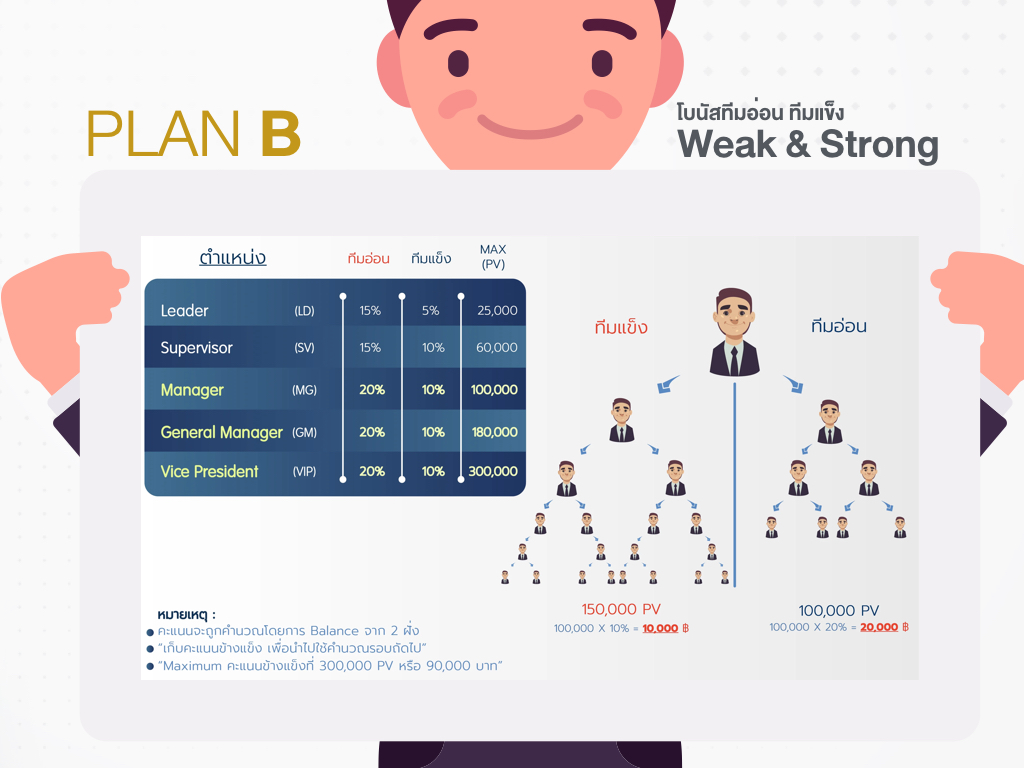 PLAN B
โบนัสทีมอ่อน ทีมแข็ง
Weak & Strong
ตำแหน่ง ทีมอ่อน ทีมแข็ง MAX (PV)
Leader (LD) 15% 5% 25,000
Supervisor (SV) 15% 10% 60,000
Manager (MG) 20% 10% 100,000
General Manager (GM) 20% 10% 180,000
Vice President (VIP) 20% 10% 300,000
ทีมแข็ง
ทีมอ่อน
150,000 PV
100,000 X 10% = 10,000 ฿
100,000 PV
100,000 X 20% = 20,000 ฿
หมายเหตุ :
● คะแนนจะถูกคำนวณโดยการ Balance จาก 2 ฝั่ง
● "เก็บคะแนนข้างแข็ง เพื่อนำไปใช้คำนวณรอบถัดไป"
● "Maximum คะแนนข้างแข็งที่ 300,000 PV หรือ 90,000 บาท"